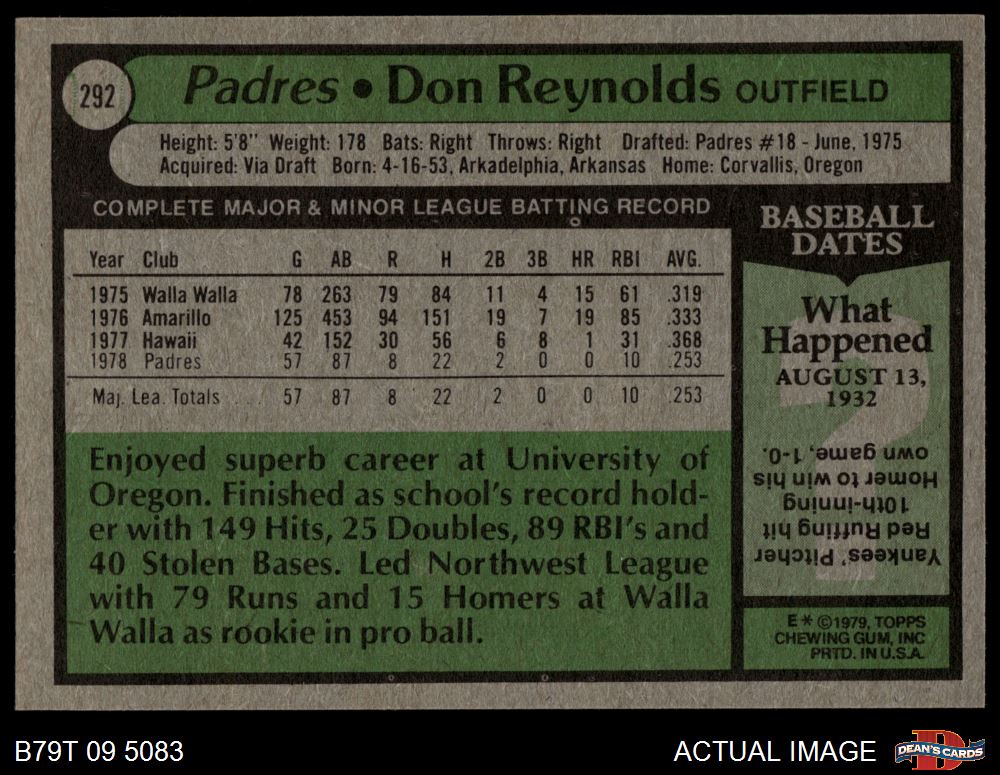 292
Padres • Don Reynolds OUTFIELD
Height: 5'8" Weight: 178 Bats: Right Throws: Right Drafted: Padres #18 - June, 1975
Acquired: Via Draft Born: 4-16-53, Arkadelphia, Arkansas Home: Corvallis, Oregon
COMPLETE MAJOR & MINOR LEAGUE BATTING RECORD
Year Club G AB R H 2B 3B HR RBI AVG.
1975 Walla Walla 78 263 79 84 11 4 15 61 .319
1976 Amarillo 125 453 94 151 19 7 19 85 .333
1977 Hawaii 42 152 30 56 6 8 1 31 .368
1978 Padres 57 87 8 22 2 0 0 10 .253
Maj. Lea. Totals 57 87 8 22 2 0 0 10 .253
Enjoyed superb career at University of
Oregon. Finished as school's record hold-
er with 149 Hits, 25 Doubles, 89 RBI's and
40 Stolen Bases. Led Northwest League
with 79 Runs and 15 Homers at Walla
Walla as rookie in pro ball.
BASEBALL
DATES
What
Happened
AUGUST 13,
1932
Yankees' Pitcher
Red Ruffing hit
10th-inning
Homer to win his
own game, 1-0.
E * ©1979, TOPPS
CHEWING GUM, INC
PRTD. IN U.S.A.
B79T 09 5083
ACTUAL IMAGE
DEAN'S CARDS